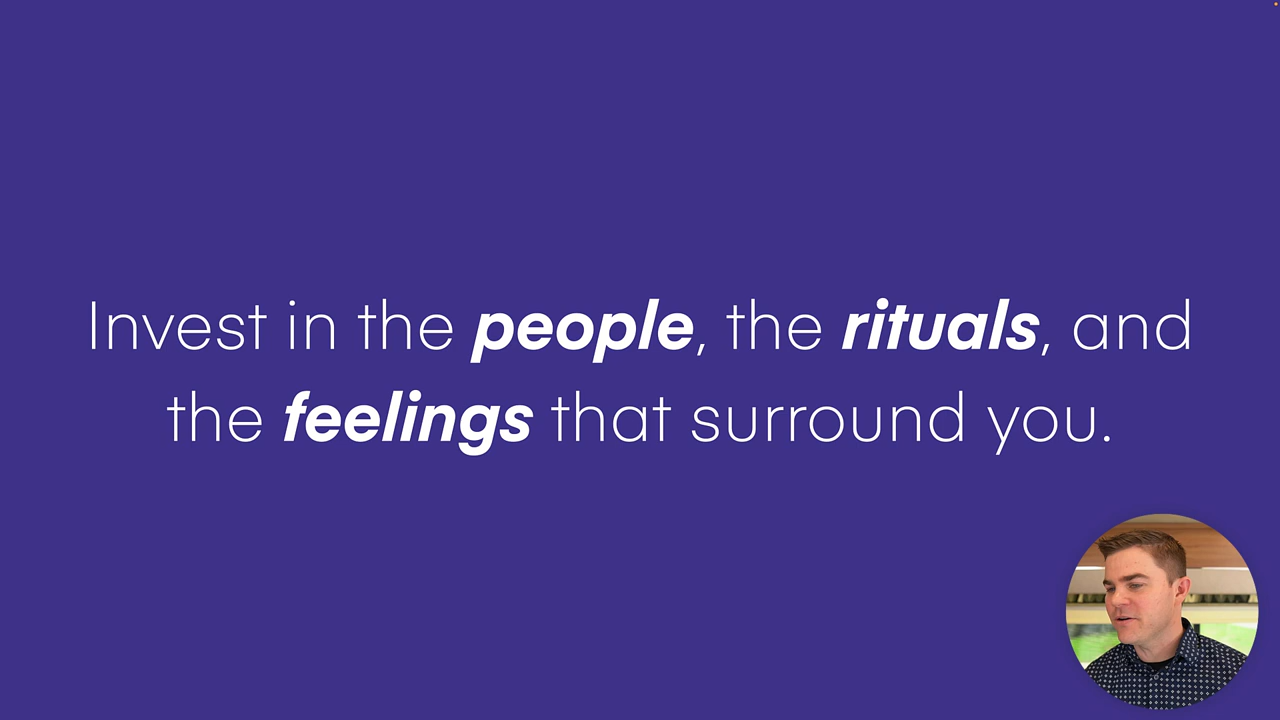 Invest in the people, the rituals, and
the feelings that surround you.